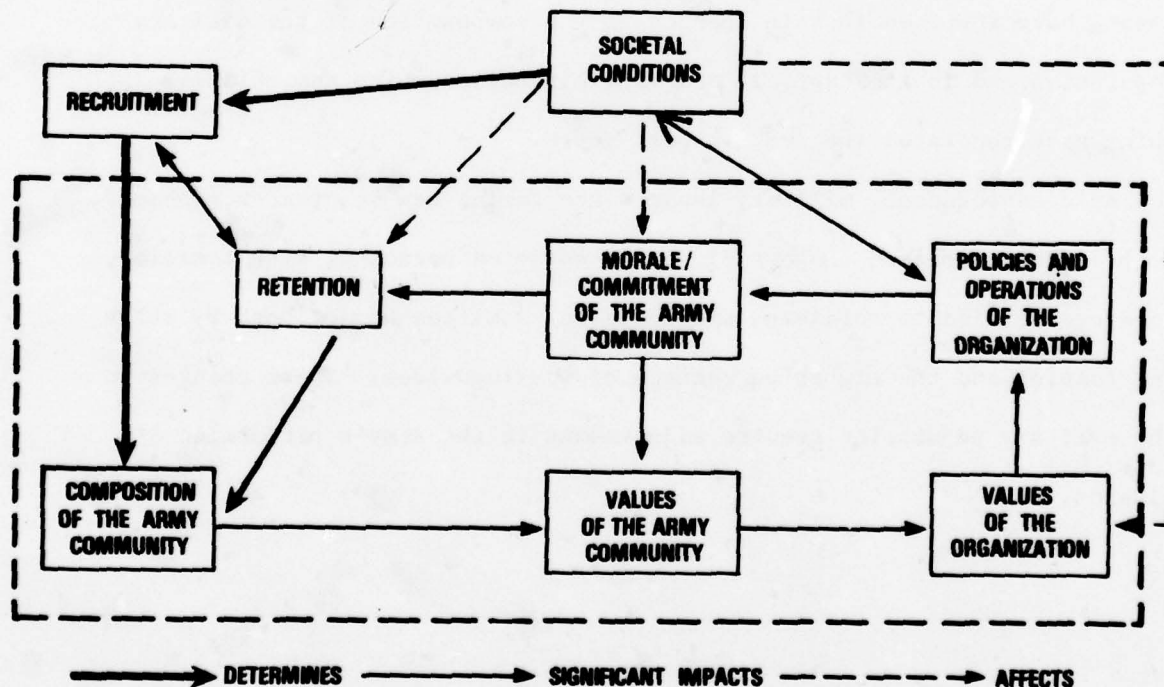 SOCIETAL
CONDITIONS
RECRUITMENT
RETENTION
MORALE/
COMMITMENT
OF THE ARMY
COMMUNITY
POLICIES AND
OPERATIONS
OF THE
ORGANIZATION
COMPOSITION
OF THE ARMY
COMMUNITY
VALUES
OF THE ARMY
COMMUNITY
VALUES
OF THE
ORGANIZATION
DETERMINES
SIGNIFICANT IMPACTS
AFFECTS